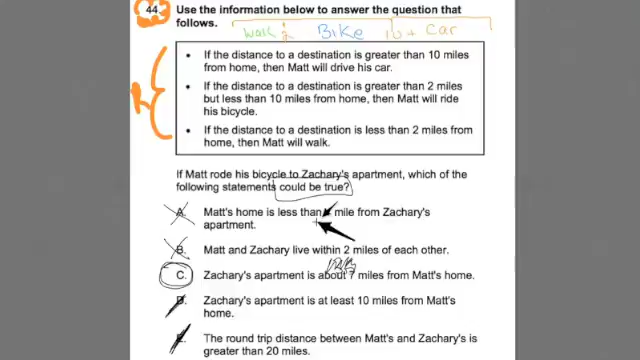 44. Use the information below to answer the question that
follows.
walk 2 Bike 10+ car
• If the distance to a destination is greater than 10 miles
from home, then Matt will drive his car.
• If the distance to a destination is greater than 2 miles
but less than 10 miles from home, then Matt will ride
his bicycle.
• If the distance to a destination is less than 2 miles from
home, then Matt will walk.
If Matt rode his bicycle to Zachary's apartment, which of the
following statements could be true?
A. Matt's home is less than mile from Zachary's
apartment.
B. Matt and Zachary live within 2 miles of each other.
C. Zachary's apartment is about 7 miles from Matt's home.
D. Zachary's apartment is at least 10 miles from Matt's
home.
E. The round trip distance between Matt's and Zachary's is
greater than 20 miles.